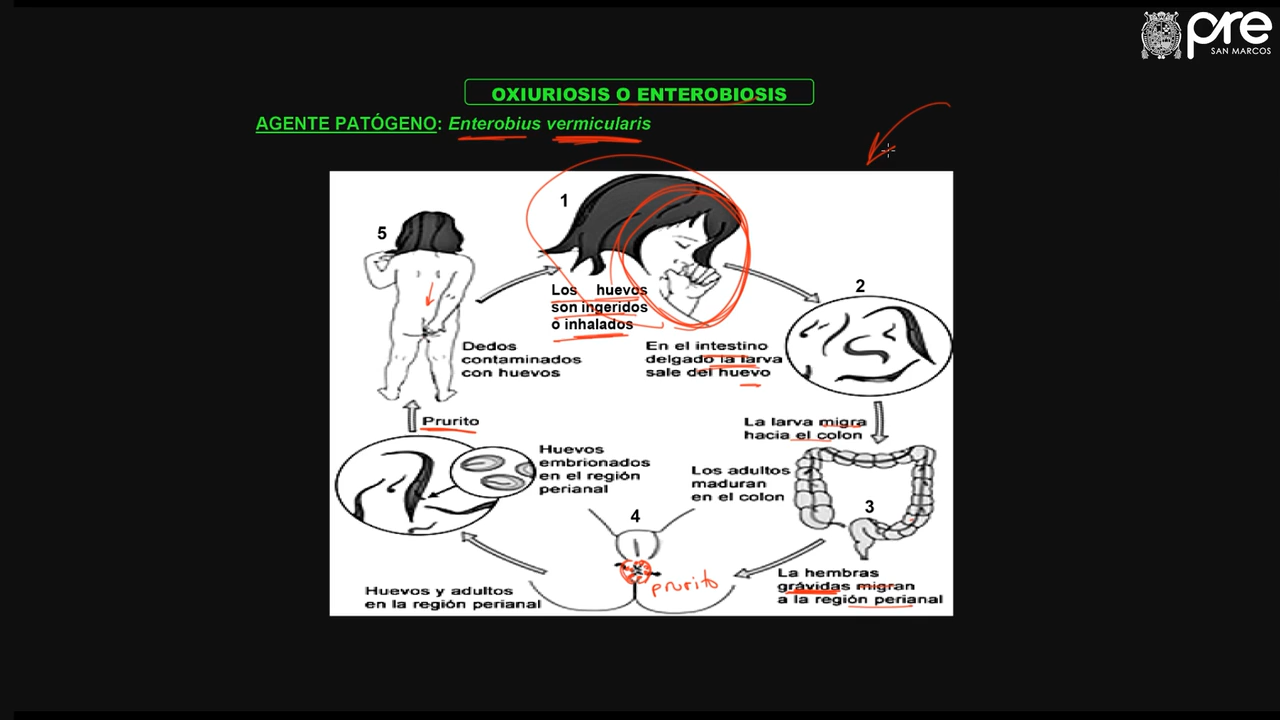 pre
SAN MARCOS
OXIURIOSIS O ENTEROBIOSIS
AGENTE PATÓGENO: Enterobius vermicularis
1
5
Los huevos
son ingeridos
o inhalados
2
Dedos
contaminados
con huevos
En el intestino
delgado la larva
sale del huevo
Prurito
La larva migra
hacia el colon
Huevos
embrionados
en el región
perianal
Los adultos
maduran
en el colon
3
4
prurito
La hembras
grávidas migran
a la región perianal
Huevos y adultos
en la región perianal